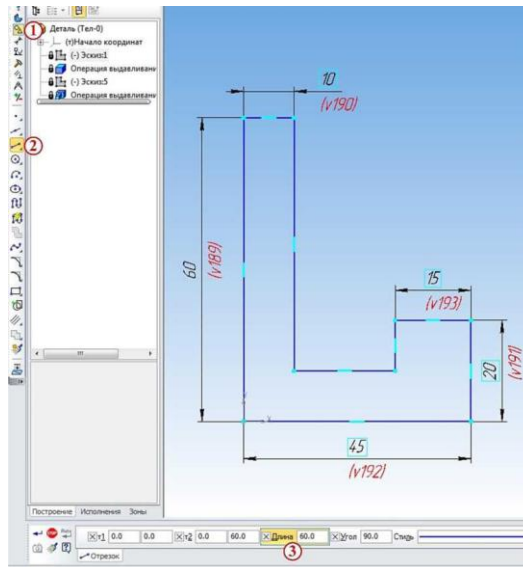 Деталь (Тел-0)
(т)Начало координат
(-) Эскиз:1
Операция выдавливани
(-) Эскиз:5
Операция выдавливани
1
2
10
(v190)
60
(v189)
15
(v193)
20
(v191)
45
(v192)
Построение Исполнения Зоны
т1 0.0 0.0 т2 0.0 60.0 Длина 60.0 Угол 90.0 Стиль
3
Отрезок